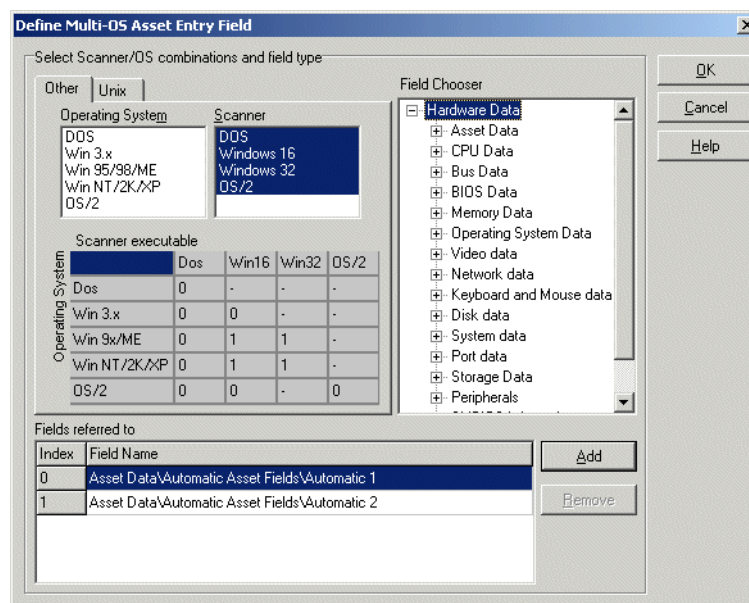 Define Multi-OS Asset Entry Field
Select Scanner/OS combinations and field type
Other
Unix
Operating System
Scanner
DOS
Win 3.x
Win 95/98/ME
Win NT/2K/XP
OS/2
DOS
Windows 16
Windows 32
OS/2
Scanner executable
Operating System
Dos Win16 Win32 OS/2
Dos 0 - - -
Win 3.x 0 0 - -
Win 9x/ME 0 1 1 -
Win NT/2K/XP 0 1 1 -
OS/2 0 0 - 0
Field Chooser
Hardware Data
Asset Data
CPU Data
Bus Data
BIOS Data
Memory Data
Operating System Data
Video data
Network data
Keyboard and Mouse data
Disk data
System data
Port data
Storage Data
Peripherals
OK
Cancel
Help
Fields referred to
Index Field Name
0 Asset Data\Automatic Asset Fields\Automatic 1
1 Asset Data\Automatic Asset Fields\Automatic 2
Add
Remove